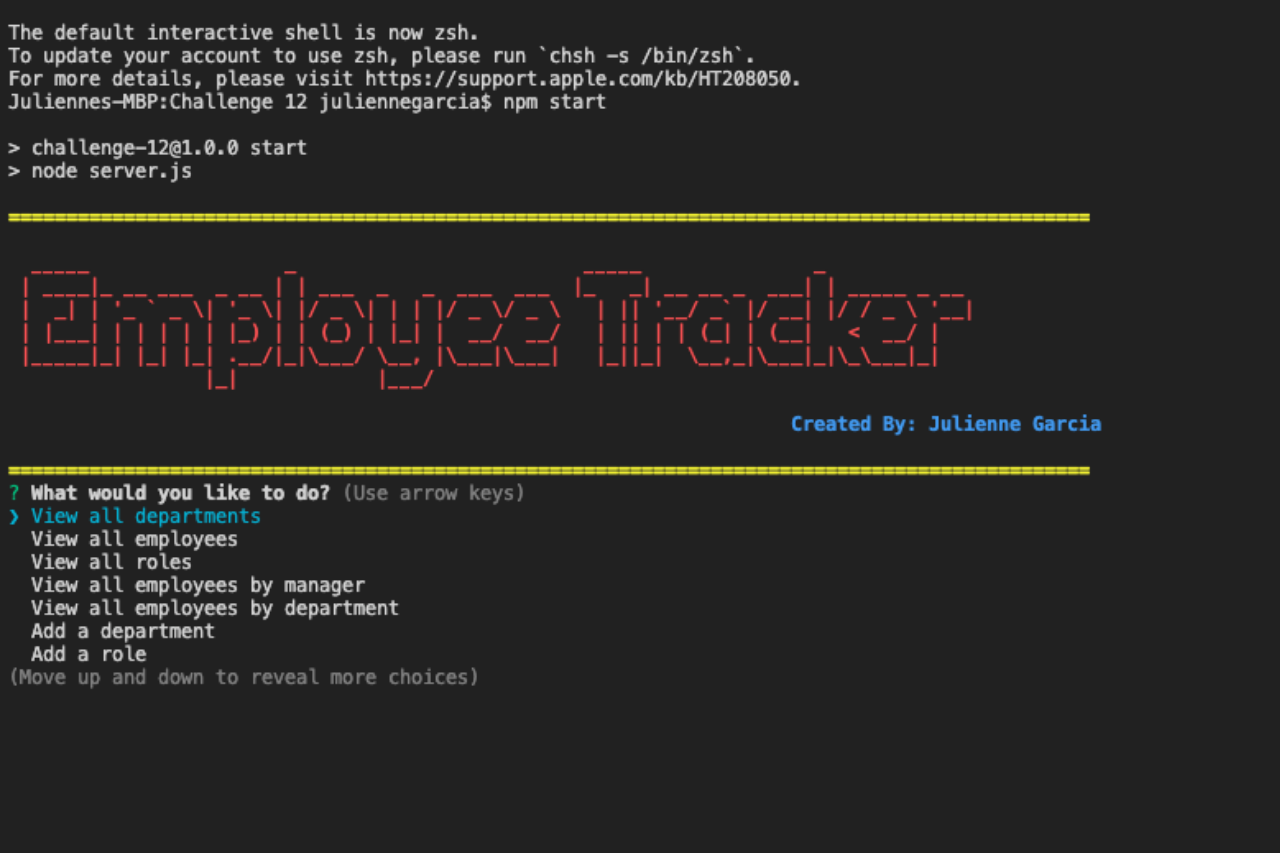 The default interactive shell is now zsh.
To update your account to use zsh, please run `chsh -s /bin/zsh`.
For more details, please visit https://support.apple.com/kb/HT208050.
Juliennes-MBP:Challenge 12 juliennegarcia$ npm start
> challenge-12@1.0.0 start
> node server.js
Employee Tracker
Created By: Julienne Garcia
? What would you like to do? (Use arrow keys)
❯ View all departments
View all employees
View all roles
View all employees by manager
View all employees by department
Add a department
Add a role
(Move up and down to reveal more choices)